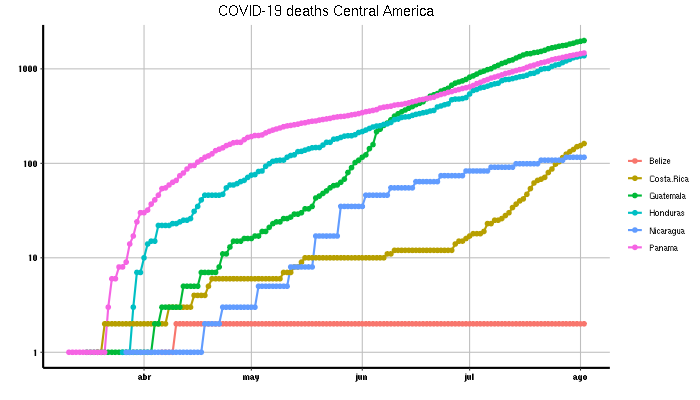 COVID-19 deaths Central America
1000
100
10
1
abr may jun jul ago
Belize
Costa.Rica
Guatemala
Honduras
Nicaragua
Panama